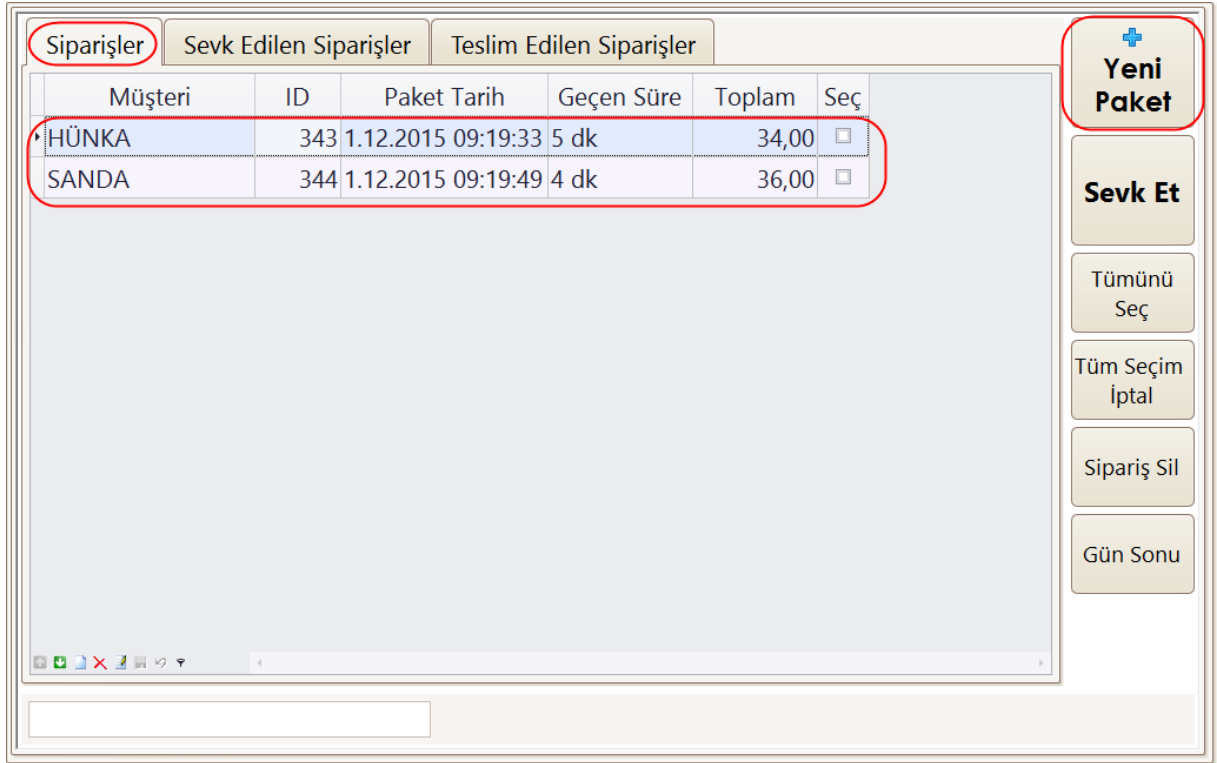 Siparişler Sevk Edilen Siparişler Teslim Edilen Siparişler
Müşteri ID Paket Tarih Geçen Süre Toplam Seç
HÜNKA 343 1.12.2015 09:19:33 5 dk 34,00
SANDA 344 1.12.2015 09:19:49 4 dk 36,00
Yeni
Paket
Sevk Et
Tümünü
Seç
Tüm Seçim
İptal
Sipariş Sil
Gün Sonu